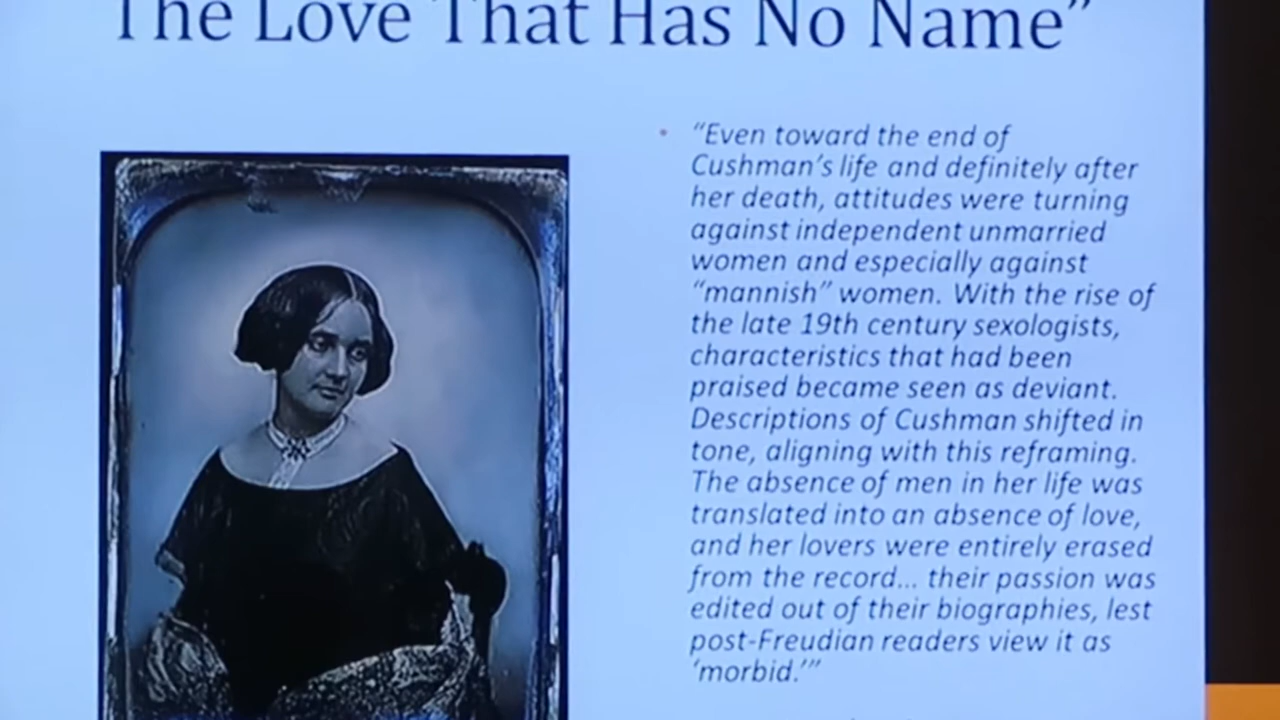 The Love That Has No Name”
• “Even toward the end of
Cushman’s life and definitely after
her death, attitudes were turning
against independent unmarried
women and especially against
“mannish” women. With the rise of
the late 19th century sexologists,
characteristics that had been
praised became seen as deviant.
Descriptions of Cushman shifted in
tone, aligning with this reframing.
The absence of men in her life was
translated into an absence of love,
and her lovers were entirely erased
from the record... their passion was
edited out of their biographies, lest
post-Freudian readers view it as
‘morbid.’”